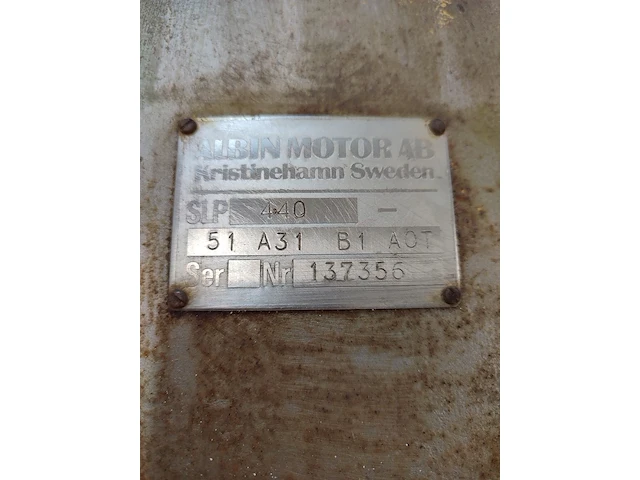 ALBIN MOTOR AB
Kristinehamn Sweden
SLP 440 -
51 A31 B1 A0T
Ser Nr 137356